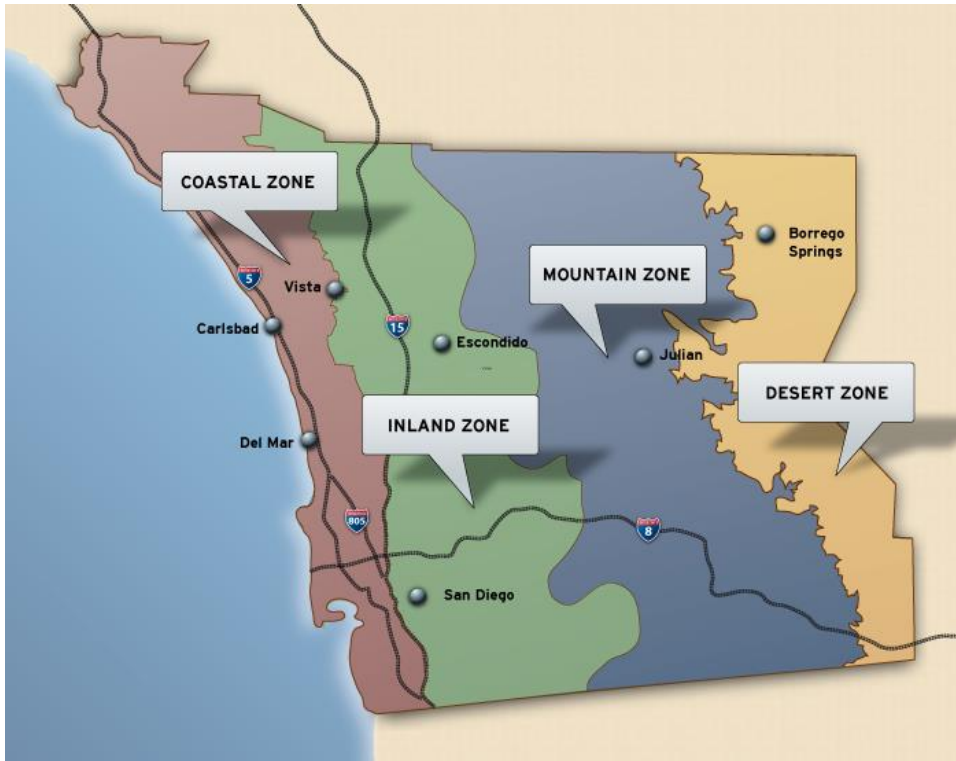 COASTAL ZONE
Borrego
Springs
MOUNTAIN ZONE
5
Vista
15
Carlsbad
Escondido
Julian
DESERT ZONE
INLAND ZONE
Del Mar
805
8
San Diego